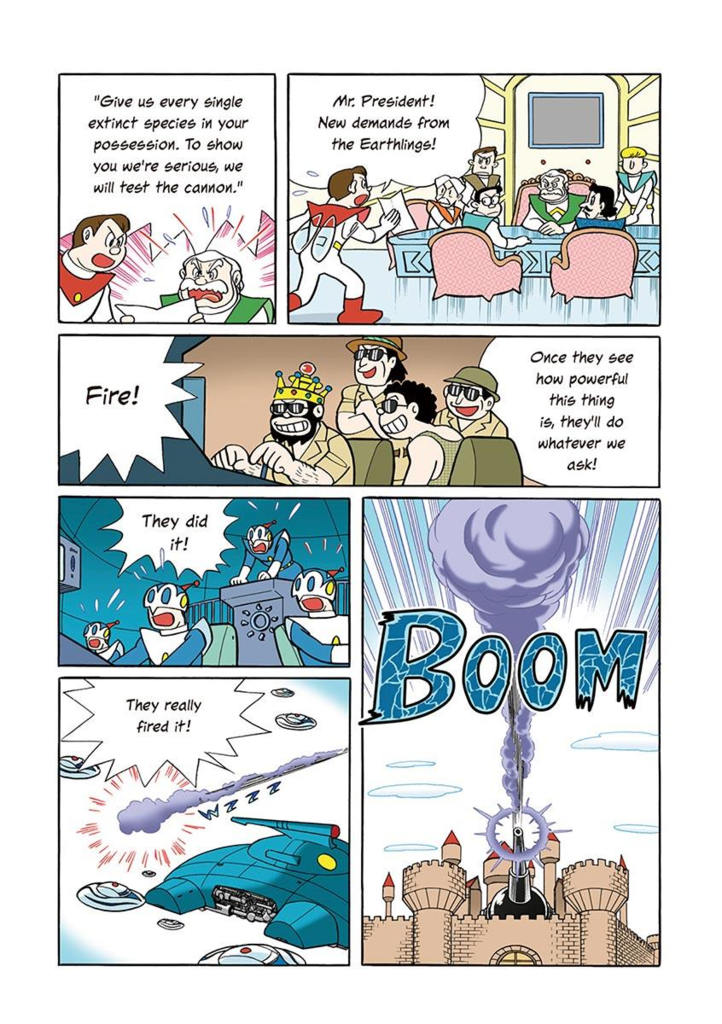 "Give us every single
extinct species in your
possession. To show
you we're serious, we
will test the cannon."
Mr. President!
New demands from
the Earthlings!
Fire!
Once they see
how powerful
this thing
is, they'll do
whatever we
ask!
They did
it!
BOOM
They really
fired it!
WZZZ